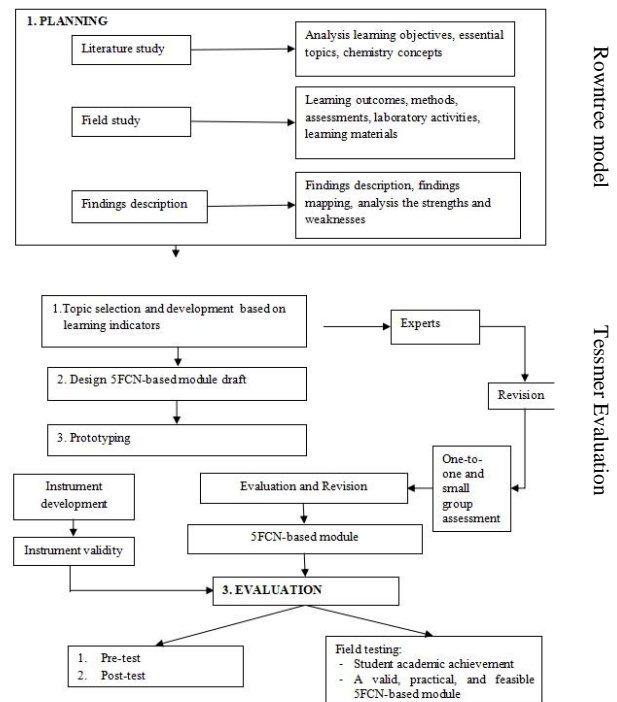 1. PLANNING
Literature study
Analysis learning objectives, essential
topics, chemistry concepts
Field study
Learning outcomes, methods,
assessments, laboratory activities,
learning materials
Findings description
Findings description, findings
mapping, analysis the strengths and
weaknesses
Rowntree model
1.Topic selection and development based on
learning indicators
Experts
2. Design 5FCN-based module draft
Revision
3. Prototyping
One-to-
one and
small
group
assessment
Instrument
development
Evaluation and Revision
Instrument validity
5FCN-based module
3. EVALUATION
Tessmer Evaluation
1. Pre-test
2. Post-test
Field testing:
- Student academic achievement
- A valid, practical, and feasible
5FCN-based module